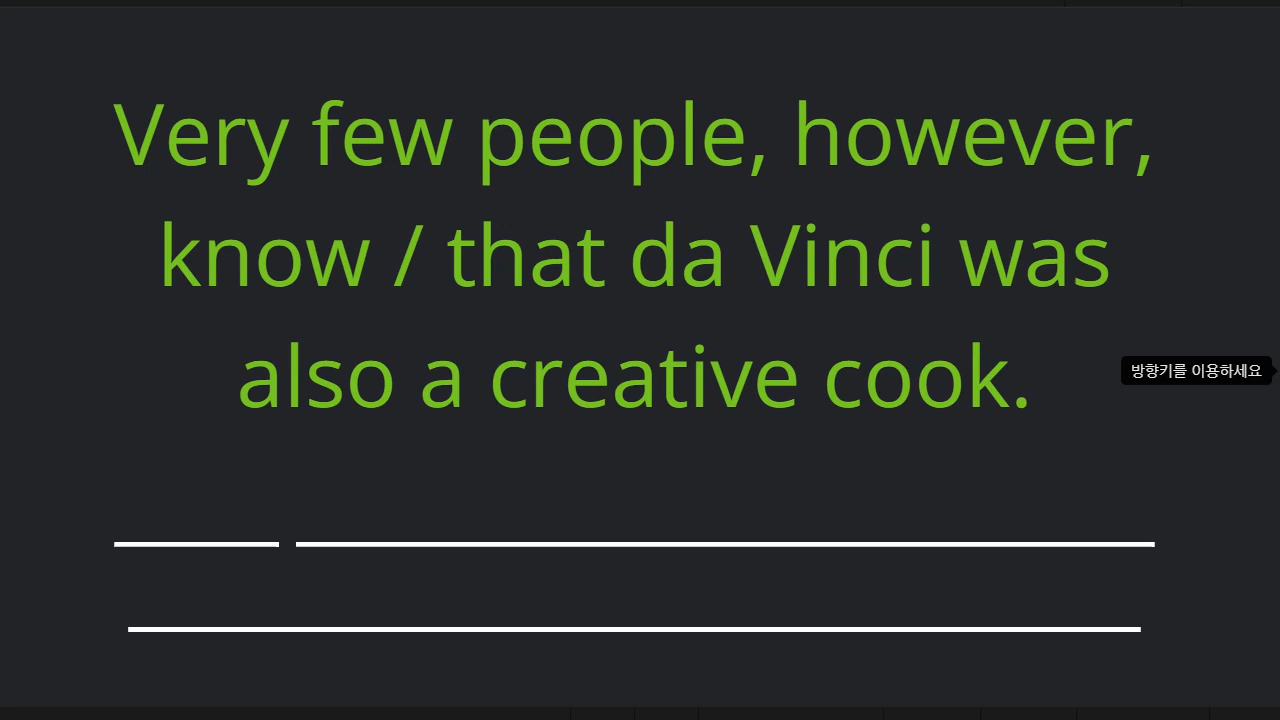 Very few people, however,
know / that da Vinci was
also a creative cook.
방향키를 이용하세요